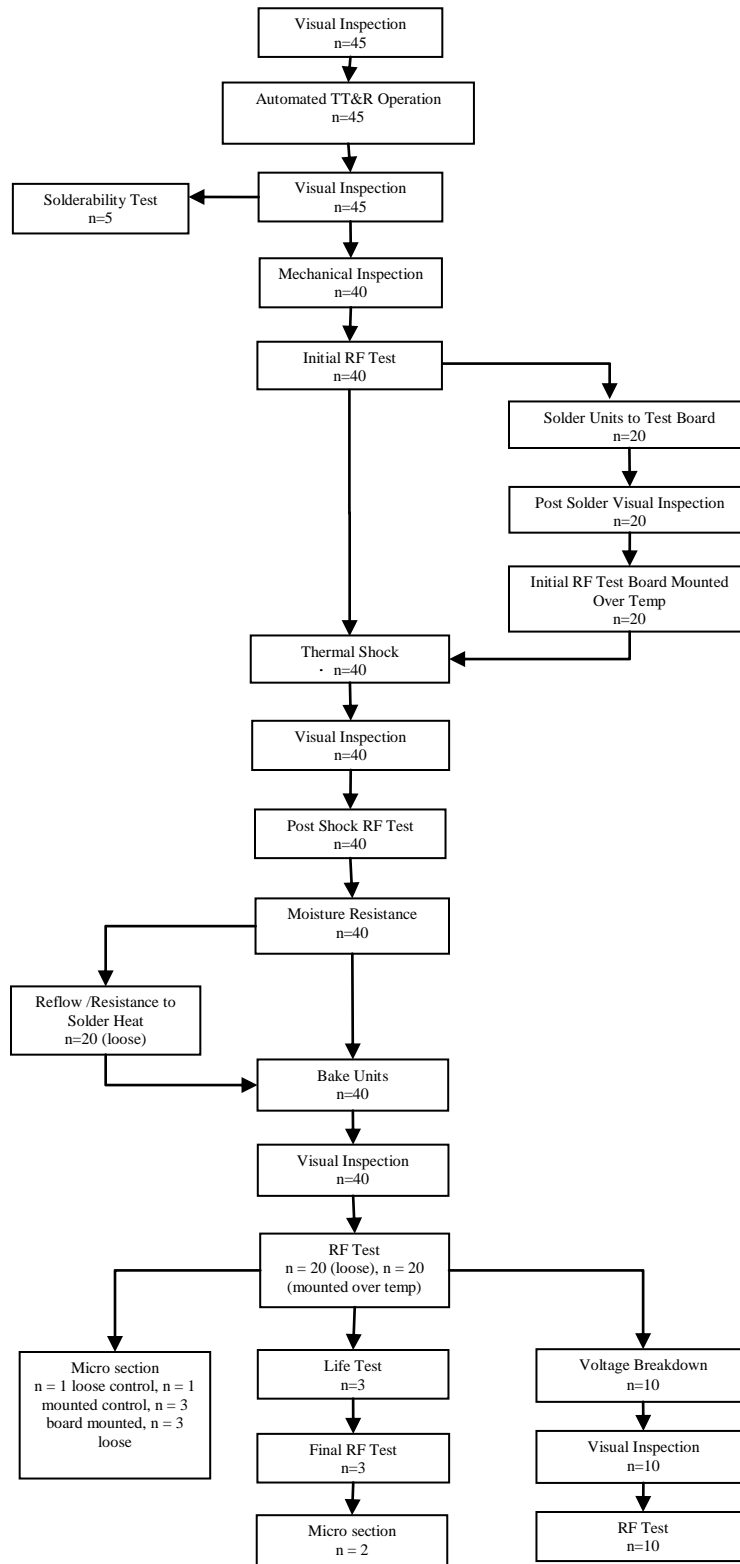 Visual Inspection
n=45
Automated TT&R Operation
n=45
Solderability Test
n=5
Visual Inspection
n=45
Mechanical Inspection
n=40
Initial RF Test
n=40
Solder Units to Test Board
n=20
Post Solder Visual Inspection
n=20
Initial RF Test Board Mounted
Over Temp
n=20
Thermal Shock
· n=40
Visual Inspection
n=40
Post Shock RF Test
n=40
Moisture Resistance
n=40
Reflow /Resistance to
Solder Heat
n=20 (loose)
Bake Units
n=40
Visual Inspection
n=40
RF Test
n = 20 (loose), n = 20
(mounted over temp)
Micro section
n = 1 loose control, n = 1
mounted control, n = 3
board mounted, n = 3
loose
Life Test
n=3
Final RF Test
n=3
Micro section
n = 2
Voltage Breakdown
n=10
Visual Inspection
n=10
RF Test
n=10